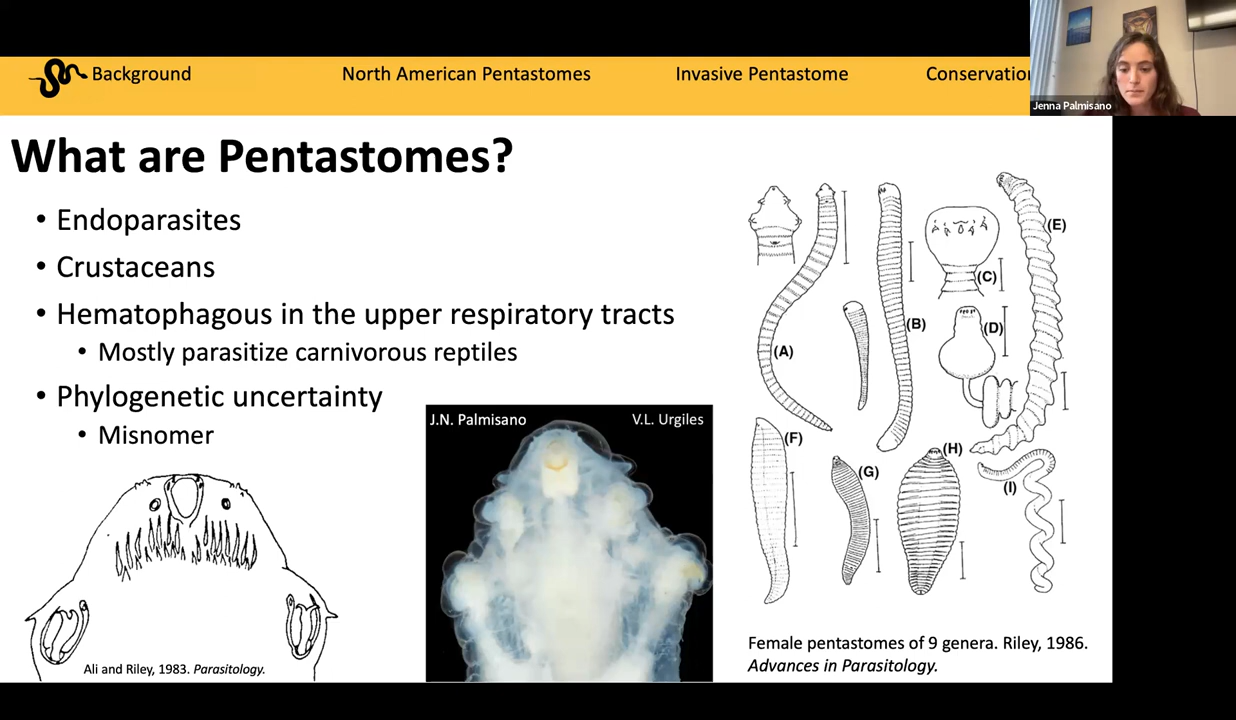 Background
North American Pentastomes
Invasive Pentastome
Conservation
Jenna Palmisano
What are Pentastomes?
• Endoparasites
• Crustaceans
• Hematophagous in the upper respiratory tracts
• Mostly parasitize carnivorous reptiles
• Phylogenetic uncertainty
• Misnomer
Ali and Riley, 1983. Parasitology.
J.N. Palmisano
V.L. Urgiles
(A)
(B)
(C)
(D)
(E)
(F)
(G)
(H)
(I)
Female pentastomes of 9 genera. Riley, 1986.
Advances in Parasitology.